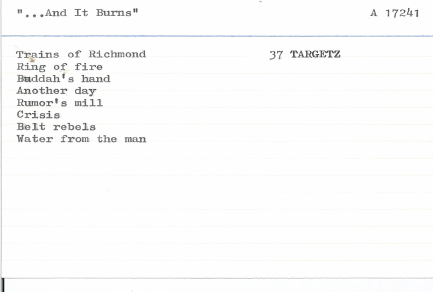 "...And It Burns" A 17241
Trains of Richmond 37 TARGETZ
Ring of fire
Buddah's hand
Another day
Rumor's mill
Crisis
Belt rebels
Water from the man